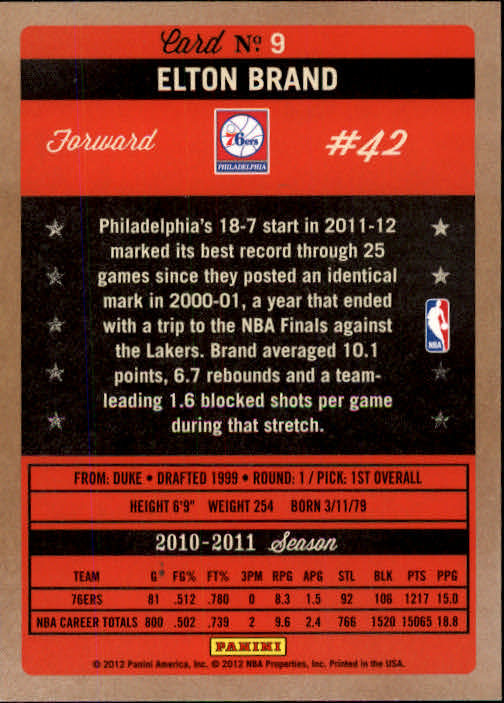 Card Nº 9
ELTON BRAND
Forward
76ers
PHILADELPHIA
#42
Philadelphia's 18-7 start in 2011-12
marked its best record through 25
games since they posted an identical
mark in 2000-01, a year that ended
with a trip to the NBA Finals against
the Lakers. Brand averaged 10.1
points, 6.7 rebounds and a team-
leading 1.6 blocked shots per game
during that stretch.
NBA
FROM: DUKE • DRAFTED 1999 • ROUND: 1 / PICK: 1ST OVERALL
HEIGHT 6'9" WEIGHT 254 BORN 3/11/79
2010-2011 Season
TEAM G FG% FT% 3PM RPG APG STL BLK PTS PPG
76ERS 81 .512 .780 0 8.3 1.5 92 106 1217 15.0
NBA CAREER TOTALS 800 .502 .739 2 9.6 2.4 766 1520 15065 18.8
PANINI
© 2012 Panini America, Inc. © 2012 NBA Properties, Inc. Printed in the USA.